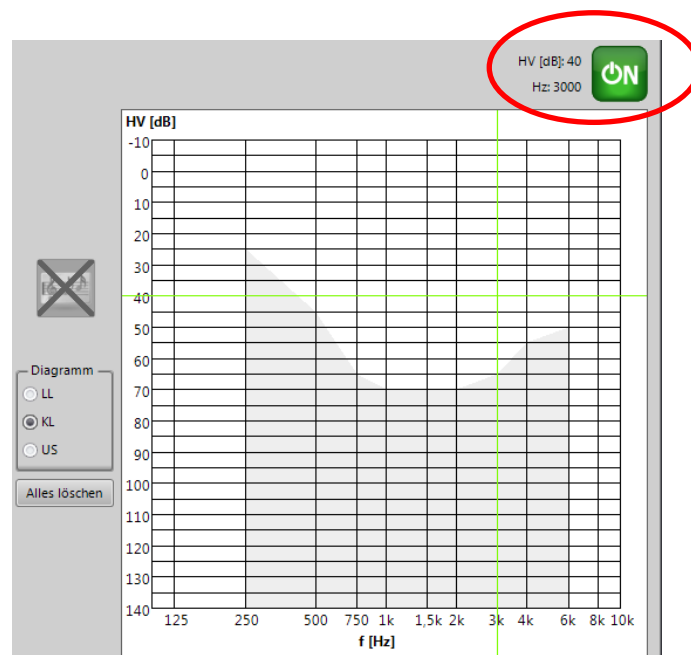 HV [dB]: 40
Hz: 3000
ON
HV [dB]
-10
0
10
20
30
40
50
60
70
80
90
100
110
120
130
140
125 250 500 750 1k 1,5k 2k 3k 4k 6k 8k 10k
f [Hz]
Diagramm
LL
KL
US
Alles löschen